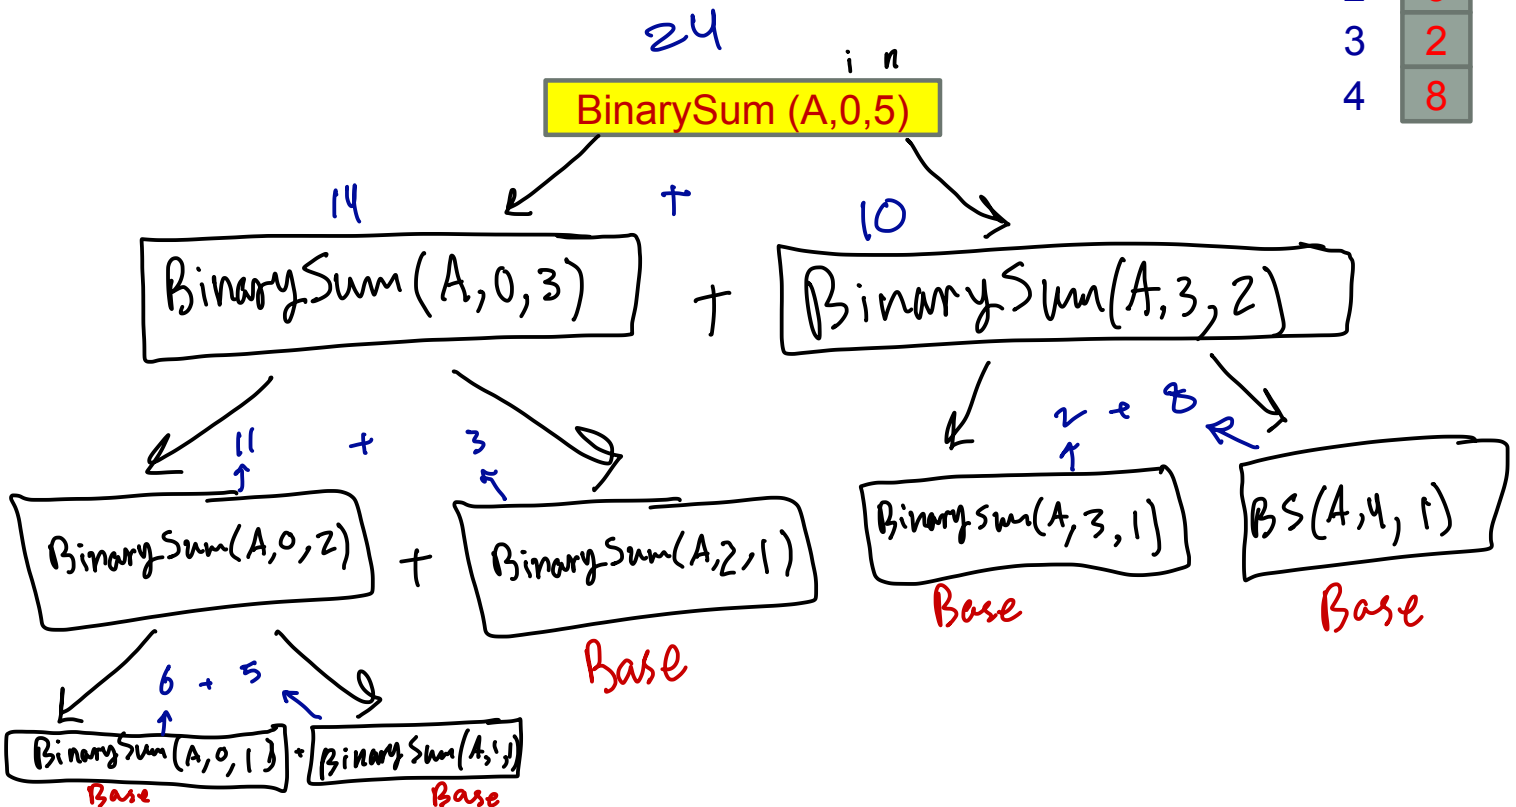 24
i n
3 2
4 8
BinarySum (A,0,5)
14 + 10
BinarySum(A,0,3) + BinarySum(A,3,2)
2 + 8
11 + 3
BinarySum(A,0,2) + BinarySum(A,2,1)
BinarySum(A,3,1) BS(A,4,1)
Base Base
Base
6 + 5
BinarySum(A,0,1) + BinarySum(A,1,1)
Base Base